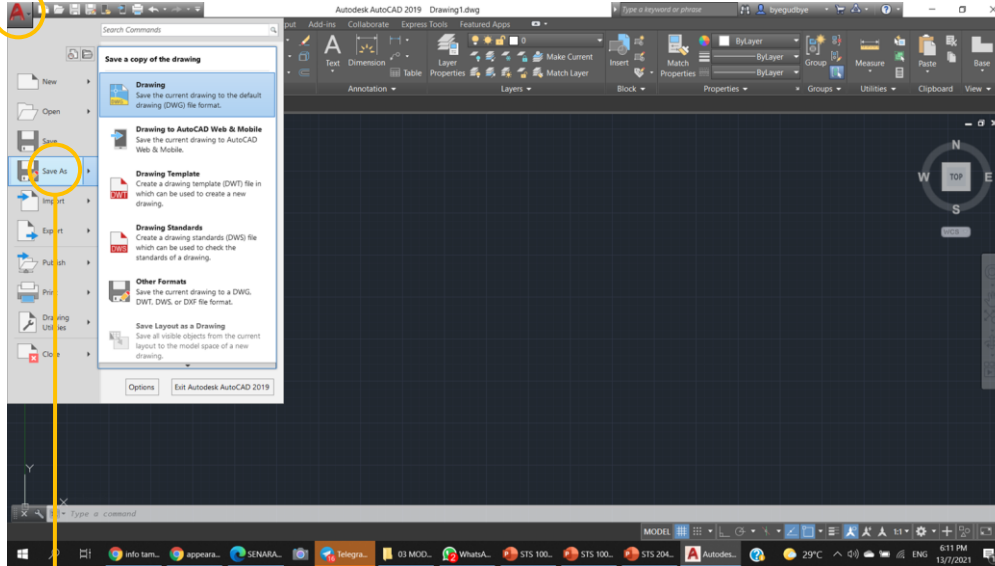 Autodesk AutoCAD 2019 Drawing1.dwg
Type a keyword or phrase
byegudbye
Search Commands
put Add-ins Collaborate Express Tools Featured Apps
Save a copy of the drawing
New
Open
Save
Save As
Import
Export
Publish
Print
Drawing
Utilities
Close
Drawing
Save the current drawing to the default
drawing (DWG) file format.
DWG
Drawing to AutoCAD Web & Mobile
Save the current drawing to AutoCAD
Web & Mobile.
Drawing Template
Create a drawing template (DWT) file in
which can be used to create a new
drawing.
DWT
Drawing Standards
Create a drawing standards (DWS) file
which can be used to check the
standards of a drawing.
DWS
Other Formats
Save the current drawing to a DWG,
DWT, DWS, or DXF file format.
Save Layout as a Drawing
Save all visible objects from the current
layout to the model space of a new
drawing.
Options
Exit Autodesk AutoCAD 2019
A
Text
Dimension
Table
Annotation
Layer
Properties
0
Make Current
Match Layer
Layers
Insert
Block
Match
Properties
ByLayer
ByLayer
ByLayer
Properties
Group
Groups
Measure
Utilities
Paste
Clipboard
Base
View
N
W
TOP
E
S
WCS
Y
X
Type a command
MODEL
1:1
info tam...
appeara...
SENARA...
Telegra...
03 MOD...
WhatsA...
STS 100...
STS 100...
STS 204...
Autodes...
29°C
ENG
6:11 PM
13/7/2021